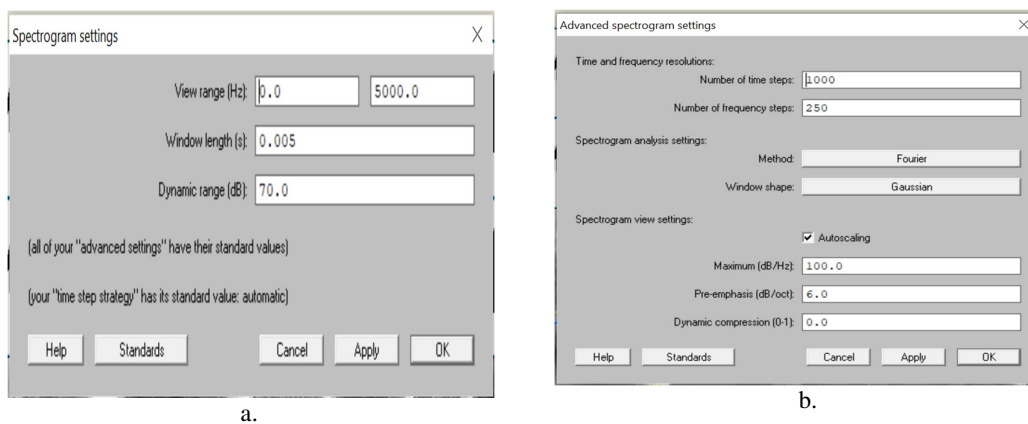 Spectrogram settings
View range (Hz): 0.0 5000.0
Window length (s): 0.005
Dynamic range (dB): 70.0
(all of your "advanced settings" have their standard values)
(your "time step strategy" has its standard value: automatic)
Help Standards Cancel Apply OK
a.
Advanced spectrogram settings
Time and frequency resolutions:
Number of time steps: 1000
Number of frequency steps: 250
Spectrogram analysis settings:
Method: Fourier
Window shape: Gaussian
Spectrogram view settings:
Autoscaling
Maximum (dB/Hz): 100.0
Pre-emphasis (dB/oct): 6.0
Dynamic compression (0-1): 0.0
Help Standards Cancel Apply OK
b.